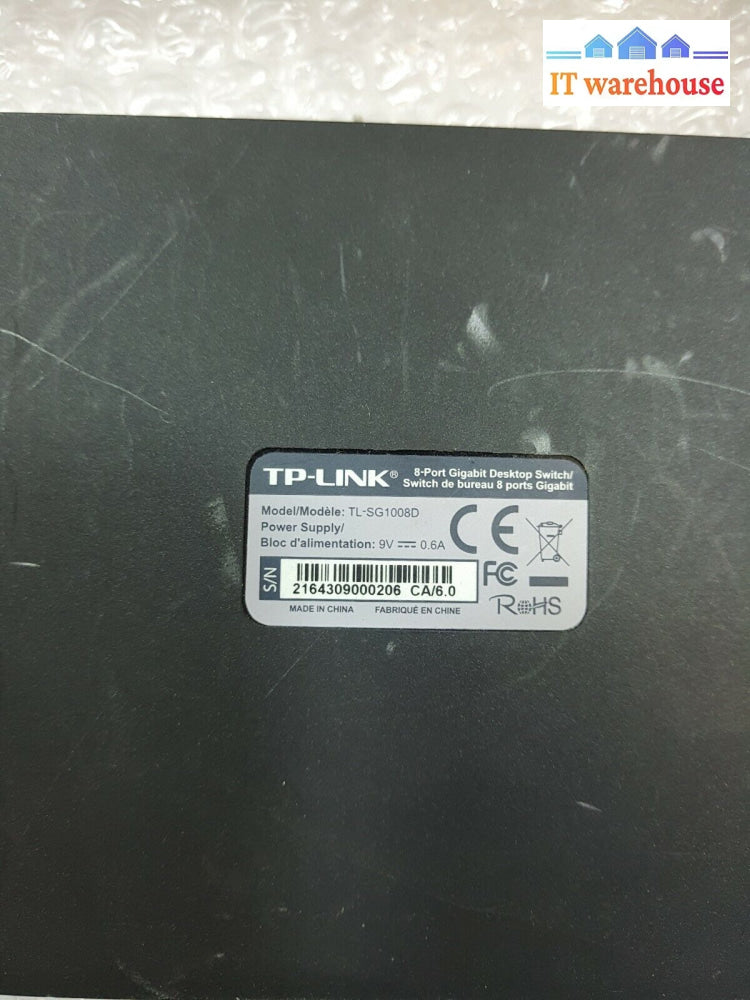 IT warehouse
TP-LINK® 8-Port Gigabit Desktop Switch/
Switch de bureau 8 ports Gigabit
Model/Modèle: TL-SG1008D
Power Supply/
Bloc d'alimentation: 9V ⎓ 0.6A
CE
S/N
2164309000206 CA/6.0
FC
MADE IN CHINA FABRIQUÉ EN CHINE
RoHS